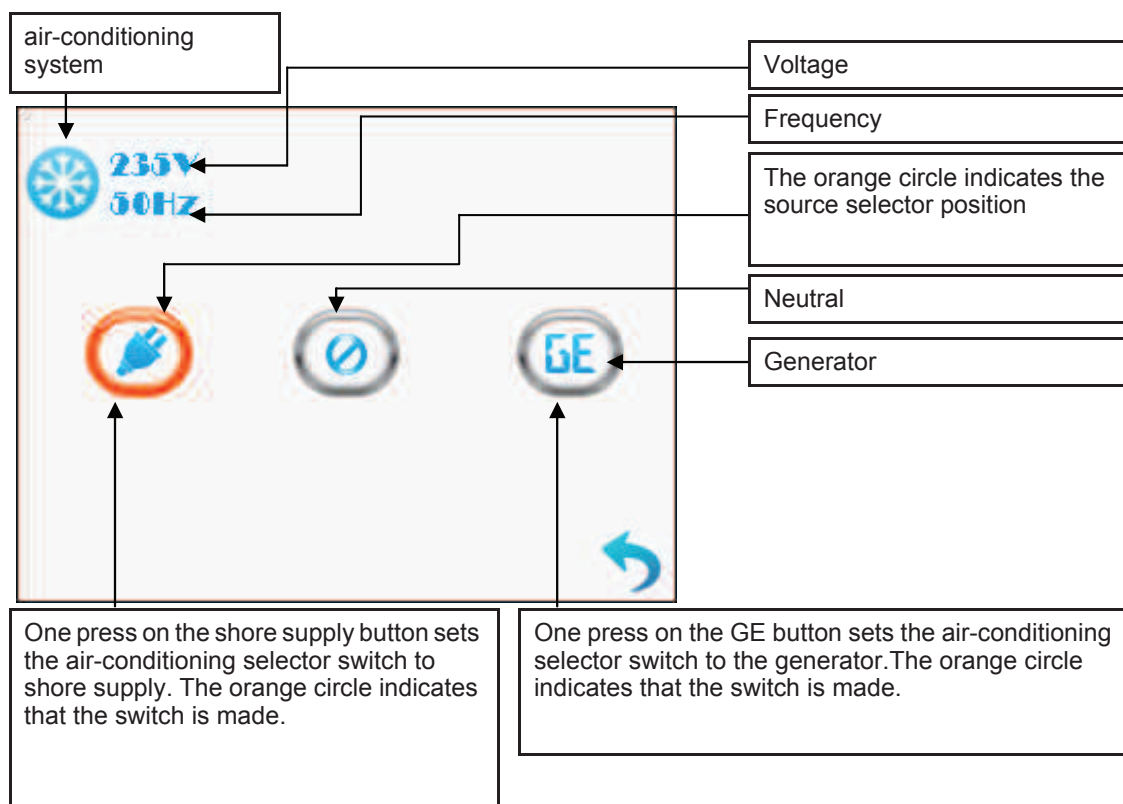 air-conditioning
system
Voltage
Frequency
235V
50Hz
The orange circle indicates the
source selector position
Neutral
Generator
GE
One press on the shore supply button sets
the air-conditioning selector switch to
shore supply. The orange circle indicates
that the switch is made.
One press on the GE button sets the air-conditioning
selector switch to the generator.The orange circle
indicates that the switch is made.